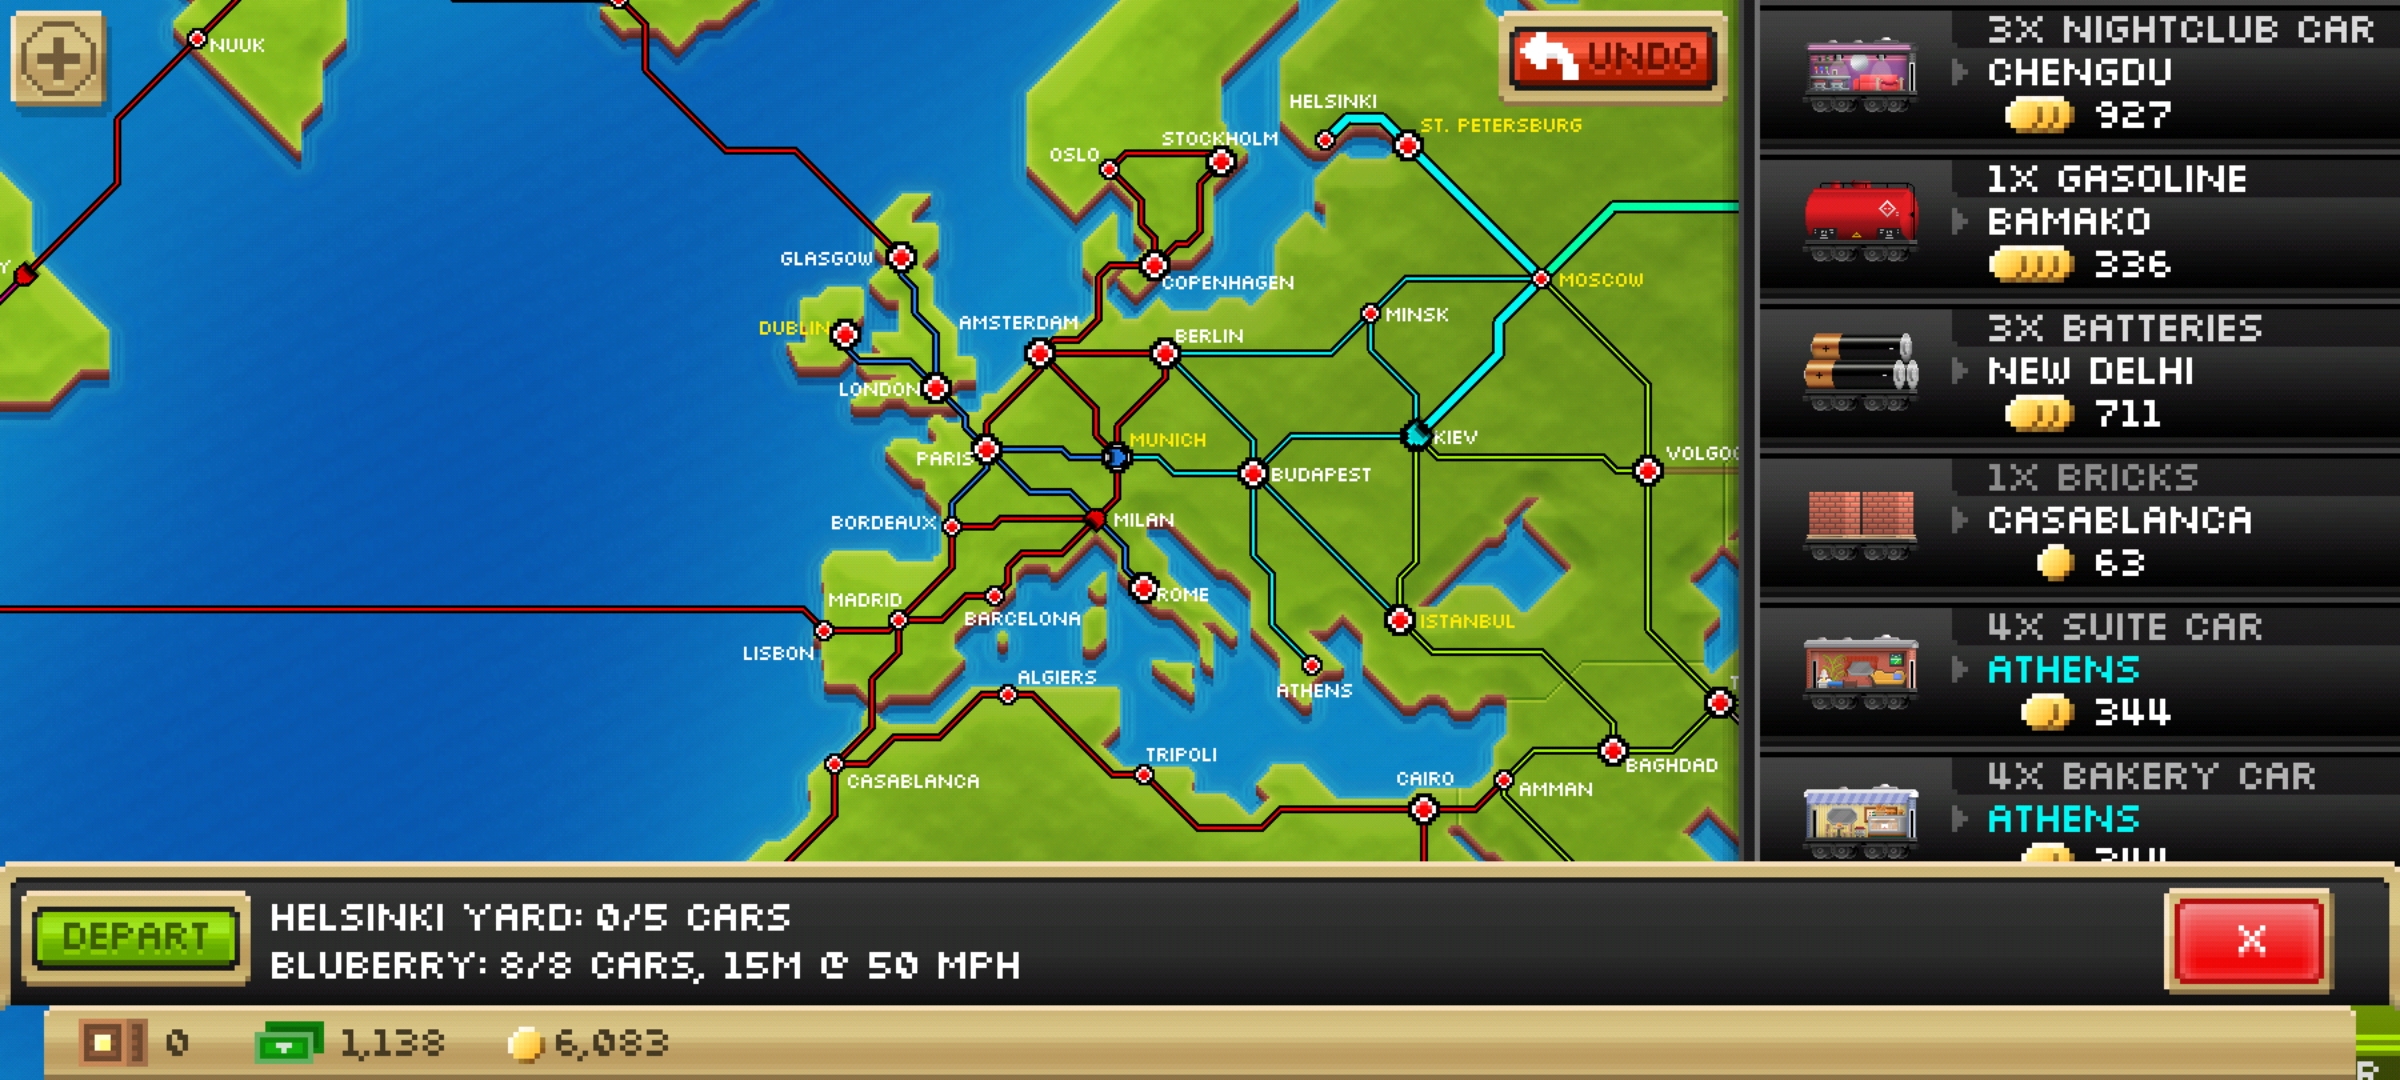 NUUK
UNDO
HELSINKI
ST. PETERSBURG
STOCKHOLM
OSLO
GLASGOW
COPENHAGEN
MOSCOW
MINSK
AMSTERDAM
DUBLIN
BERLIN
LONDON
MUNICH
KIEV
PARIS
BUDAPEST
BORDEAUX
MILAN
ROME
MADRID
BARCELONA
ISTANBUL
LISBON
ALGIERS
ATHENS
TRIPOLI
CASABLANCA
CAIRO
AMMAN
BAGHDAD
3X NIGHTCLUB CAR
CHENGDU
927
1X GASOLINE
BAMAKO
336
3X BATTERIES
NEW DELHI
711
1X BRICKS
CASABLANCA
63
4X SUITE CAR
ATHENS
344
4X BAKERY CAR
ATHENS
DEPART
HELSINKI YARD: 0/5 CARS
BLUBERRY: 8/8 CARS, 15M @ 50 MPH
X
0
1,138
6,083